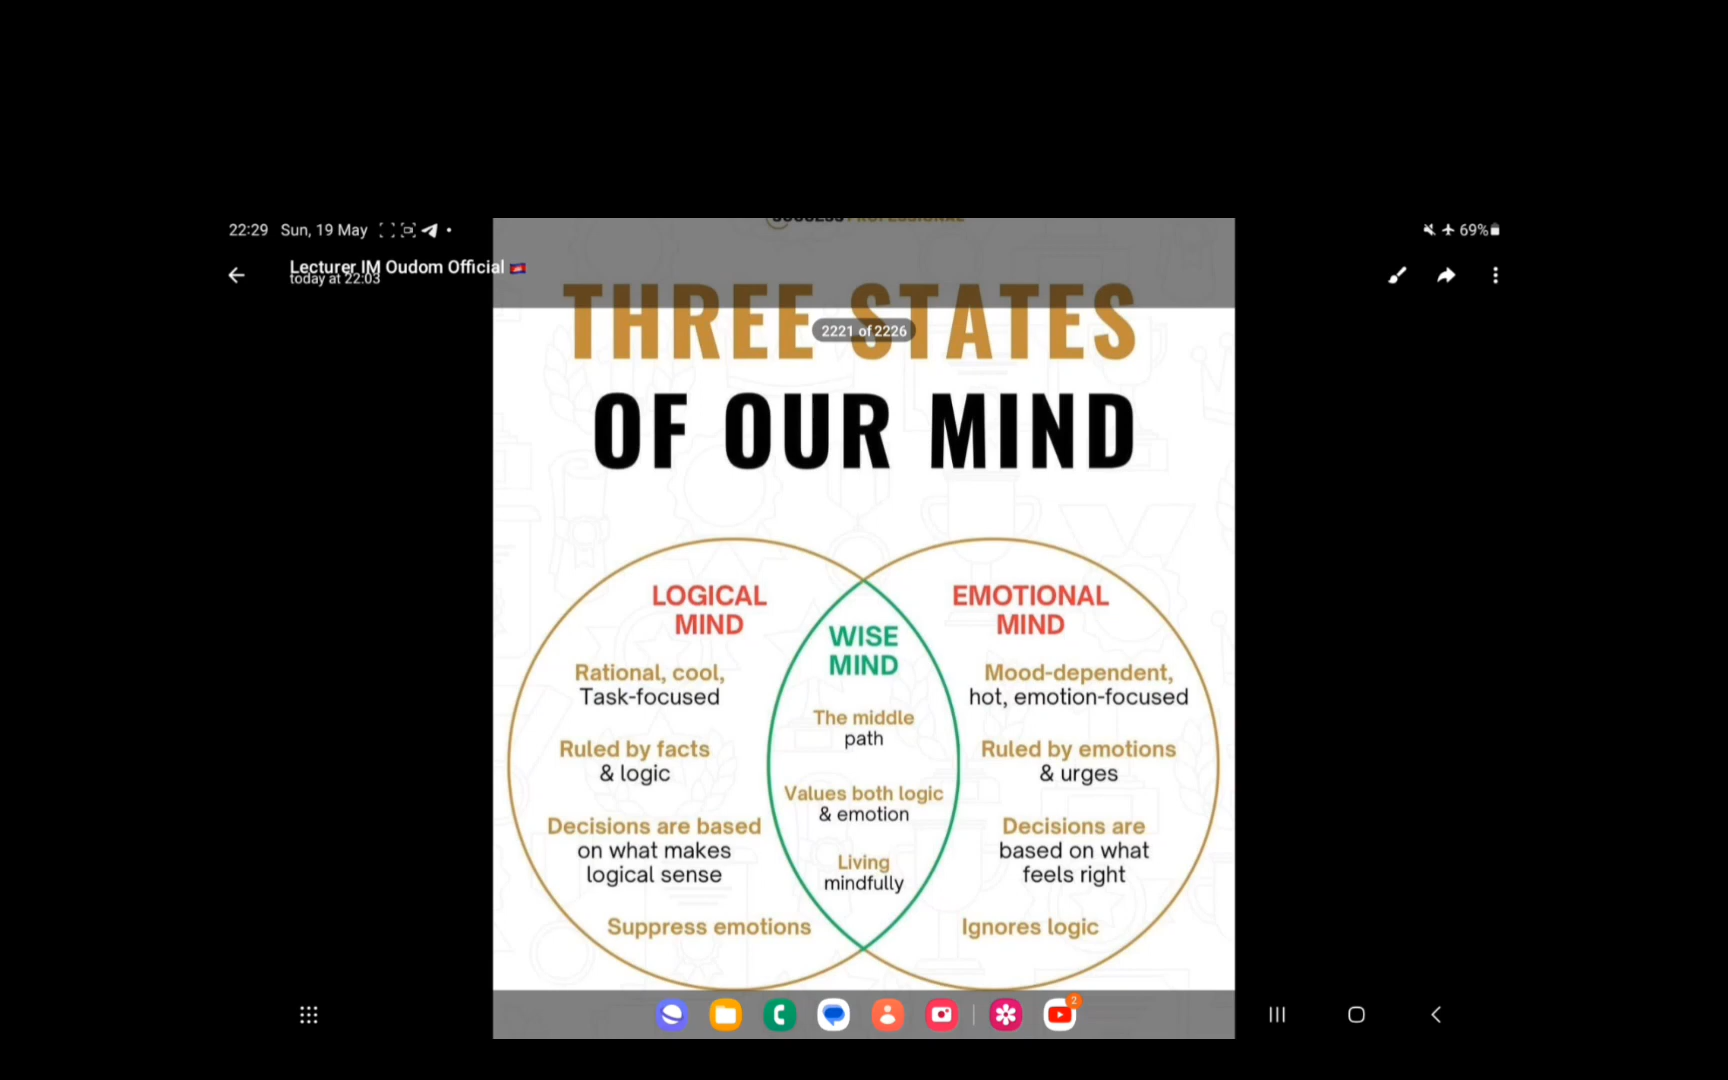 22:29 Sun, 19 May
69%
Lecturer IM Oudom Official
today at 22:03
SUCCESS PROFESSIONAL
THREE STATES
2221 of 2226
OF OUR MIND
LOGICAL
MIND
Rational, cool,
Task-focused
Ruled by facts
& logic
Decisions are based
on what makes
logical sense
Suppress emotions
WISE
MIND
The middle
path
Values both logic
& emotion
Living
mindfully
EMOTIONAL
MIND
Mood-dependent,
hot, emotion-focused
Ruled by emotions
& urges
Decisions are
based on what
feels right
Ignores logic
2